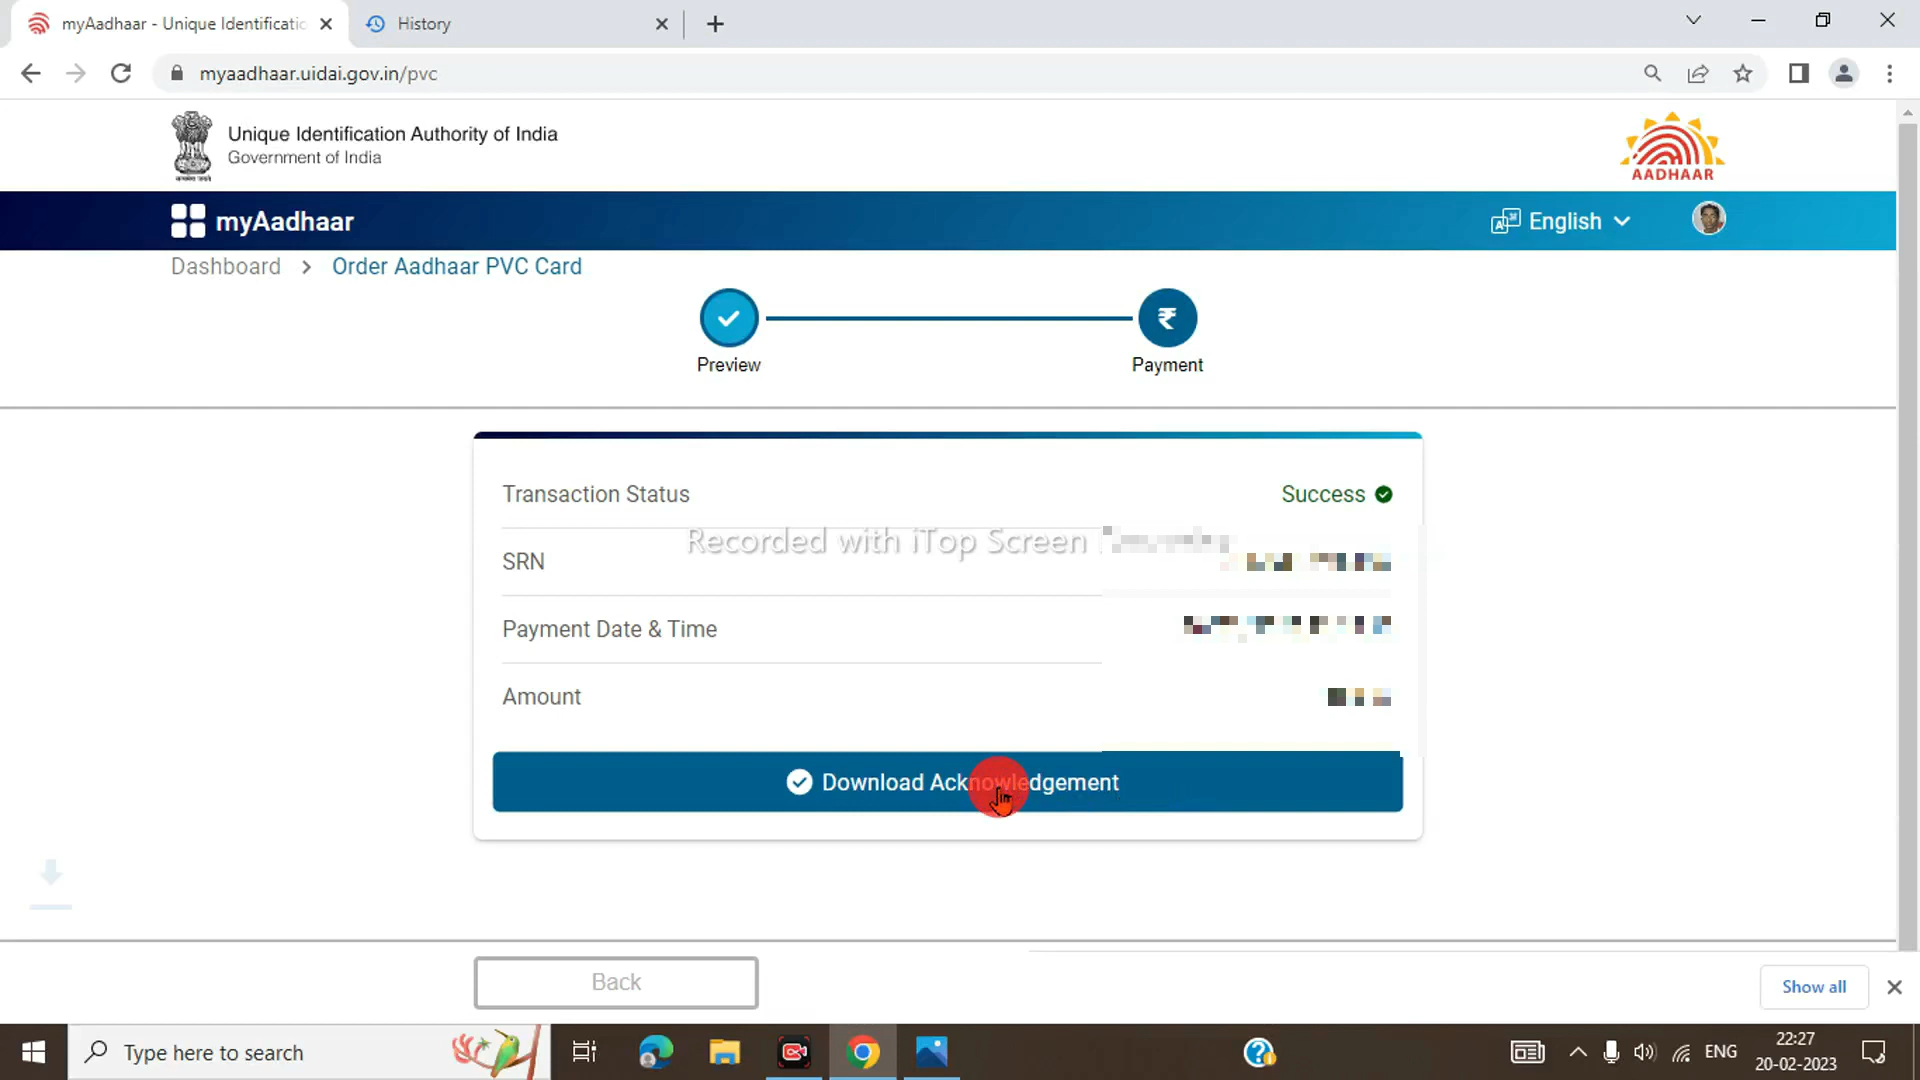 myAadhaar - Unique Identificatio
History
myaadhaar.uidai.gov.in/pvc
Unique Identification Authority of India
Government of India
AADHAAR
myAadhaar
English
Dashboard > Order Aadhaar PVC Card
₹
Preview
Payment
Transaction Status
Success
Recorded with iTop Screen
SRN
Payment Date & Time
Amount
Download Acknowledgement
Back
Show all
Type here to search
ENG
22:27
20-02-2023